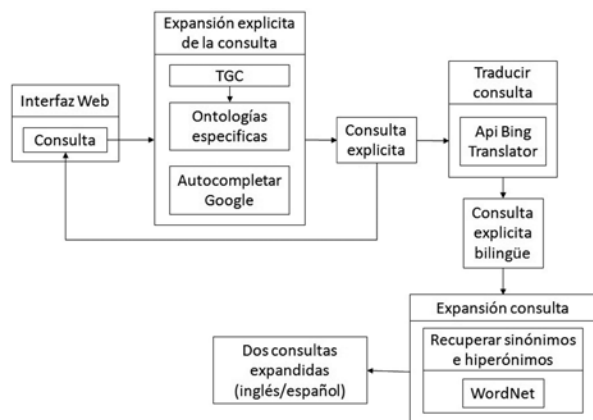 Expansión explicita
de la consulta
TGC
Ontologías
especificas
Autocompletar
Google
Interfaz Web
Consulta
Consulta
explicita
Traducir
consulta
Api Bing
Translator
Consulta
explicita
bilingüe
Expansión consulta
Recuperar sinónimos
e hiperónimos
WordNet
Dos consultas
expandidas
(inglés/español)